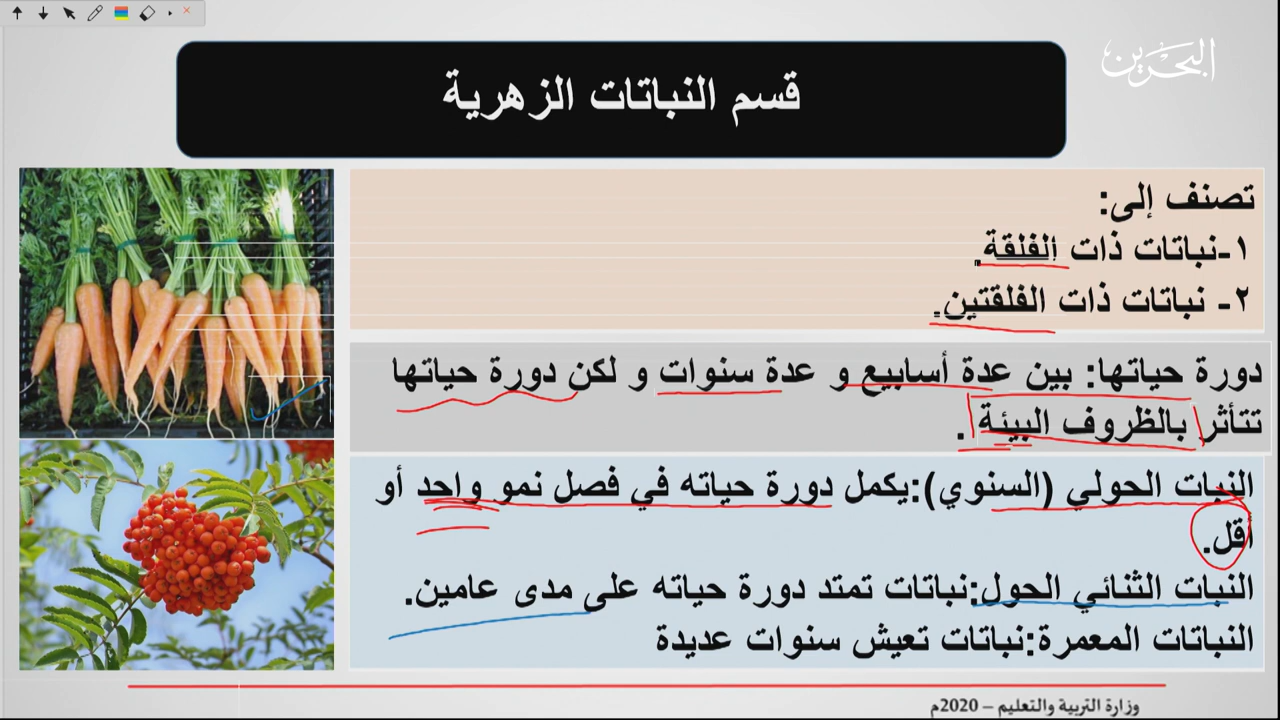 البحرين
قسم النباتات الزهرية
تصنف إلى:
١-نباتات ذات الفلقة.
٢- نباتات ذات الفلقتين.
دورة حياتها: بين عدة أسابيع و عدة سنوات و لكن دورة حياتها
تتأثر بالظروف البيئة .
النبات الحولي (السنوي):يكمل دورة حياته في فصل نمو واحد أو
أقل.
النبات الثنائي الحول:نباتات تمتد دورة حياته على مدى عامين.
النباتات المعمرة:نباتات تعيش سنوات عديدة
وزارة التربية والتعليم – 2020م